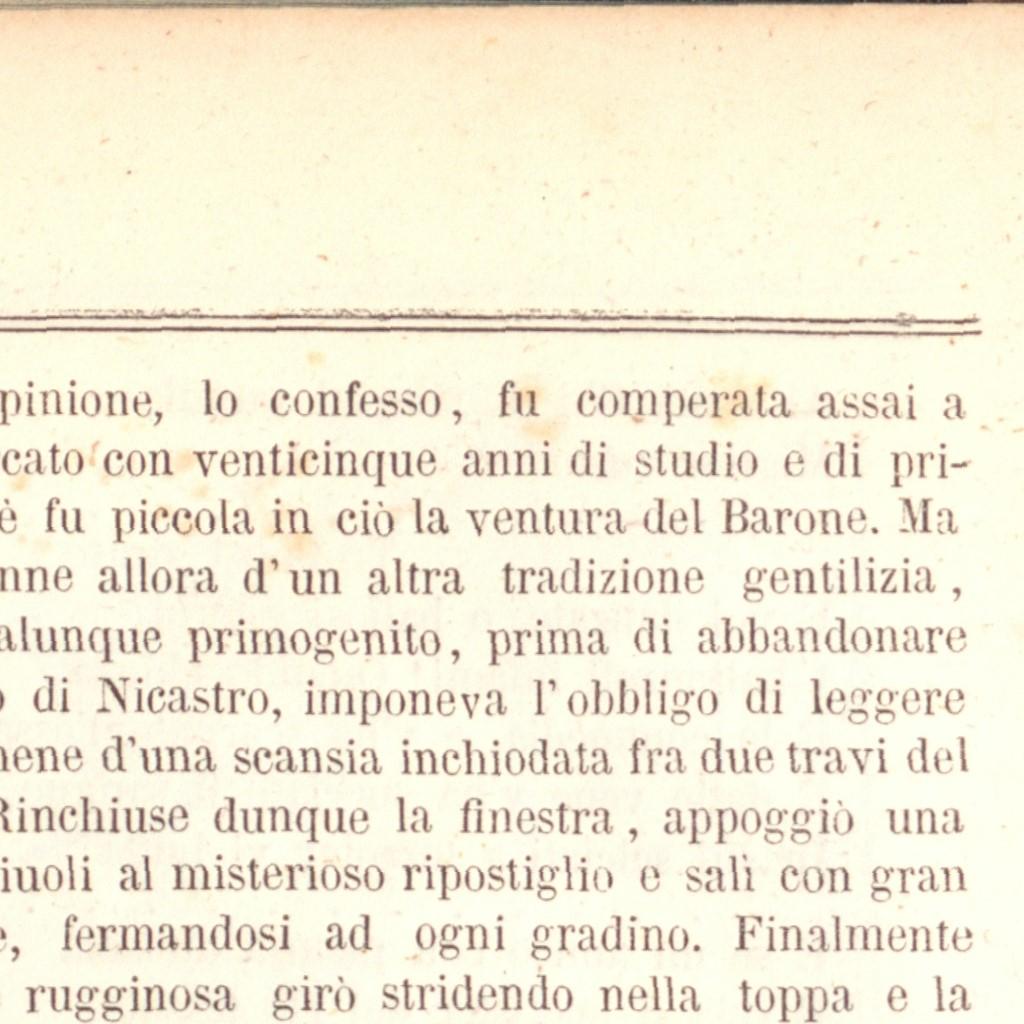 pinione, lo confesso, fu comperata assai a
cato con venticinque anni di studio e di pri-
è fu piccola in ciò la ventura del Barone. Ma
nne allora d'un altra tradizione gentilizia,
alunque primogenito, prima di abbandonare
di Nicastro, imponeva l'obbligo di leggere
ene d'una scansia inchiodata fra due travi del
Rinchiuse dunque la finestra, appoggiò una
iuoli al misterioso ripostiglio e salì con gran
e, fermandosi ad ogni gradino. Finalmente
rugginosa girò stridendo nella toppa e la